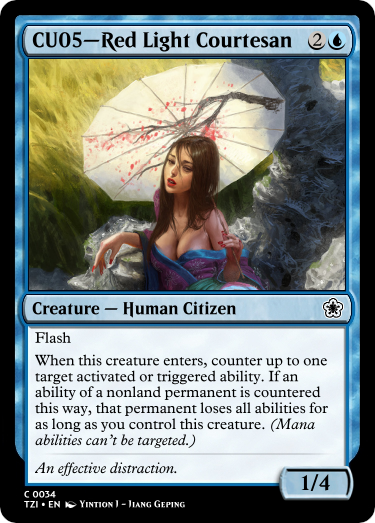 CU05—Red Light Courtesan 2
Creature — Human Citizen
Flash
When this creature enters, counter up to one
target activated or triggered ability. If an
ability of a nonland permanent is countered
this way, that permanent loses all abilities for
as long as you control this creature. (Mana
abilities can't be targeted.)
An effective distraction.
1/4
C 0034
TZI • EN Yintion J - Jiang Geping